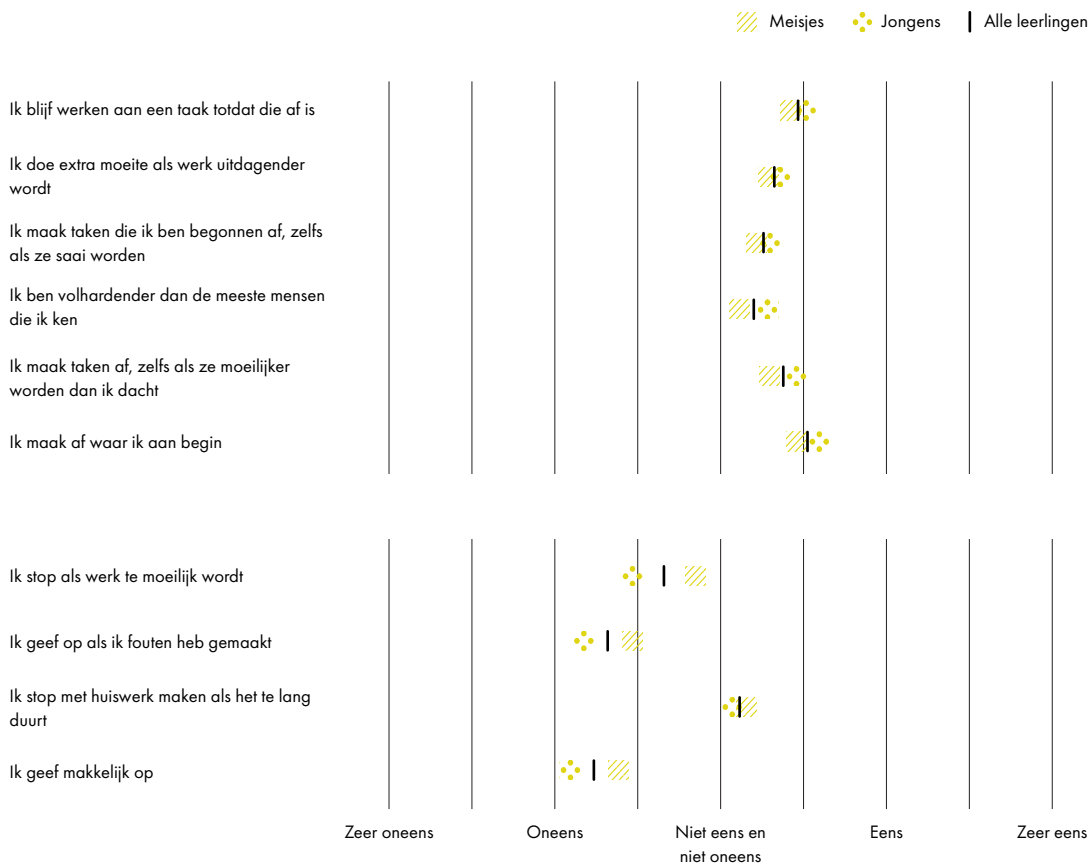 Meisjes Jongens Alle leerlingen
Ik blijf werken aan een taak totdat die af is
Ik doe extra moeite als werk uitdagender
wordt
Ik maak taken die ik ben begonnen af, zelfs
als ze saai worden
Ik ben volhardender dan de meeste mensen
die ik ken
Ik maak taken af, zelfs als ze moeilijker
worden dan ik dacht
Ik maak af waar ik aan begin
Ik stop als werk te moeilijk wordt
Ik geef op als ik fouten heb gemaakt
Ik stop met huiswerk maken als het te lang
duurt
Ik geef makkelijk op
Zeer oneens Oneens Niet eens en Eens Zeer eens
niet oneens